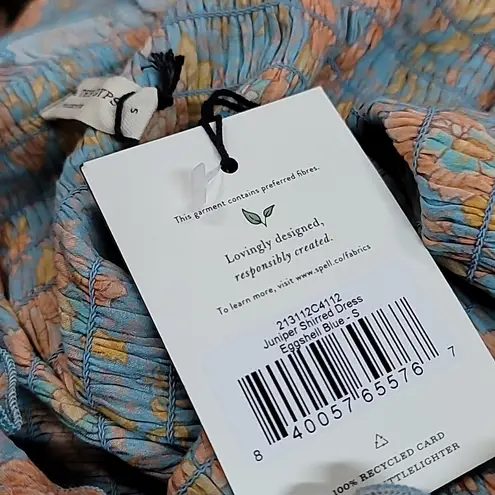 S
This garment contains preferred fibres.
Lovingly designed,
responsibly created.
To learn more, visit www.spell.co/fabrics
213112C4112
Juniper Shirred Dress
Eggshell Blue - S
8 40057 65576 7
100% RECYCLED CARD